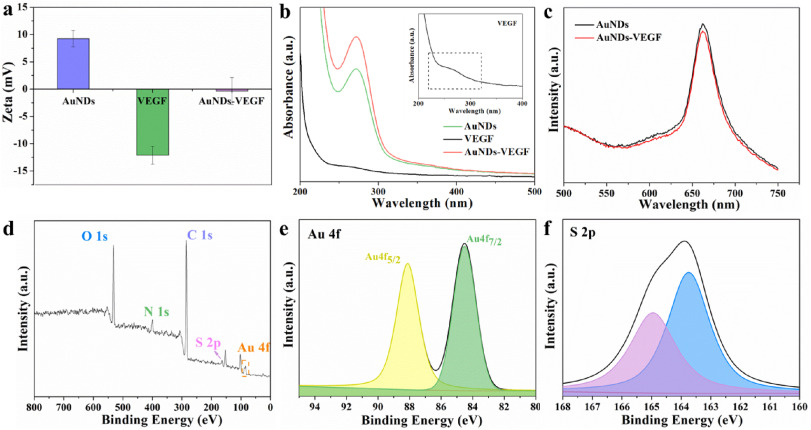 a
Zeta (mV)
15
10
5
0
-5
-10
-15
AuNDs
VEGF
AuNDs-VEGF
b
Absorbance (a.u.)
VEGF
Absorbance (a.u.)
200
300
400
Wavelength (nm)
AuNDs
VEGF
AuNDs-VEGF
200
300
400
500
Wavelength (nm)
c
Intensity (a.u.)
AuNDs
AuNDs-VEGF
500
550
600
650
700
750
Wavelength (nm)
d
Intensity (a.u.)
O 1s
C 1s
N 1s
S 2p
Au 4f
800 700 600 500 400 300 200 100 0
Binding Energy (eV)
e
Intensity (a.u.)
Au 4f
Au4f5/2
Au4f7/2
94 92 90 88 86 84 82 80
Binding Energy (eV)
f
Intensity (a.u.)
S 2p
168 167 166 165 164 163 162 161 160
Binding Energy (eV)